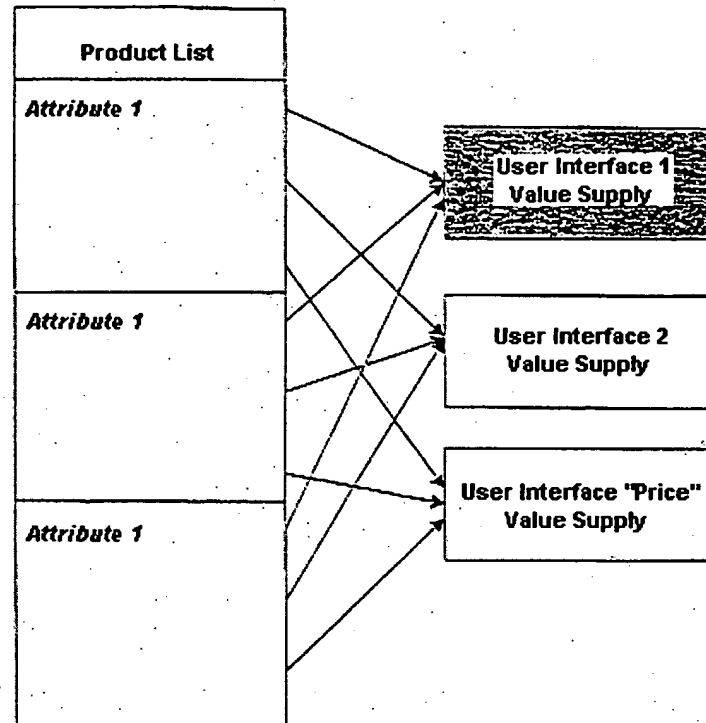 Product List
Attribute 1
Attribute 1
Attribute 1
User Interface 1
Value Supply
User Interface 2
Value Supply
User Interface "Price"
Value Supply